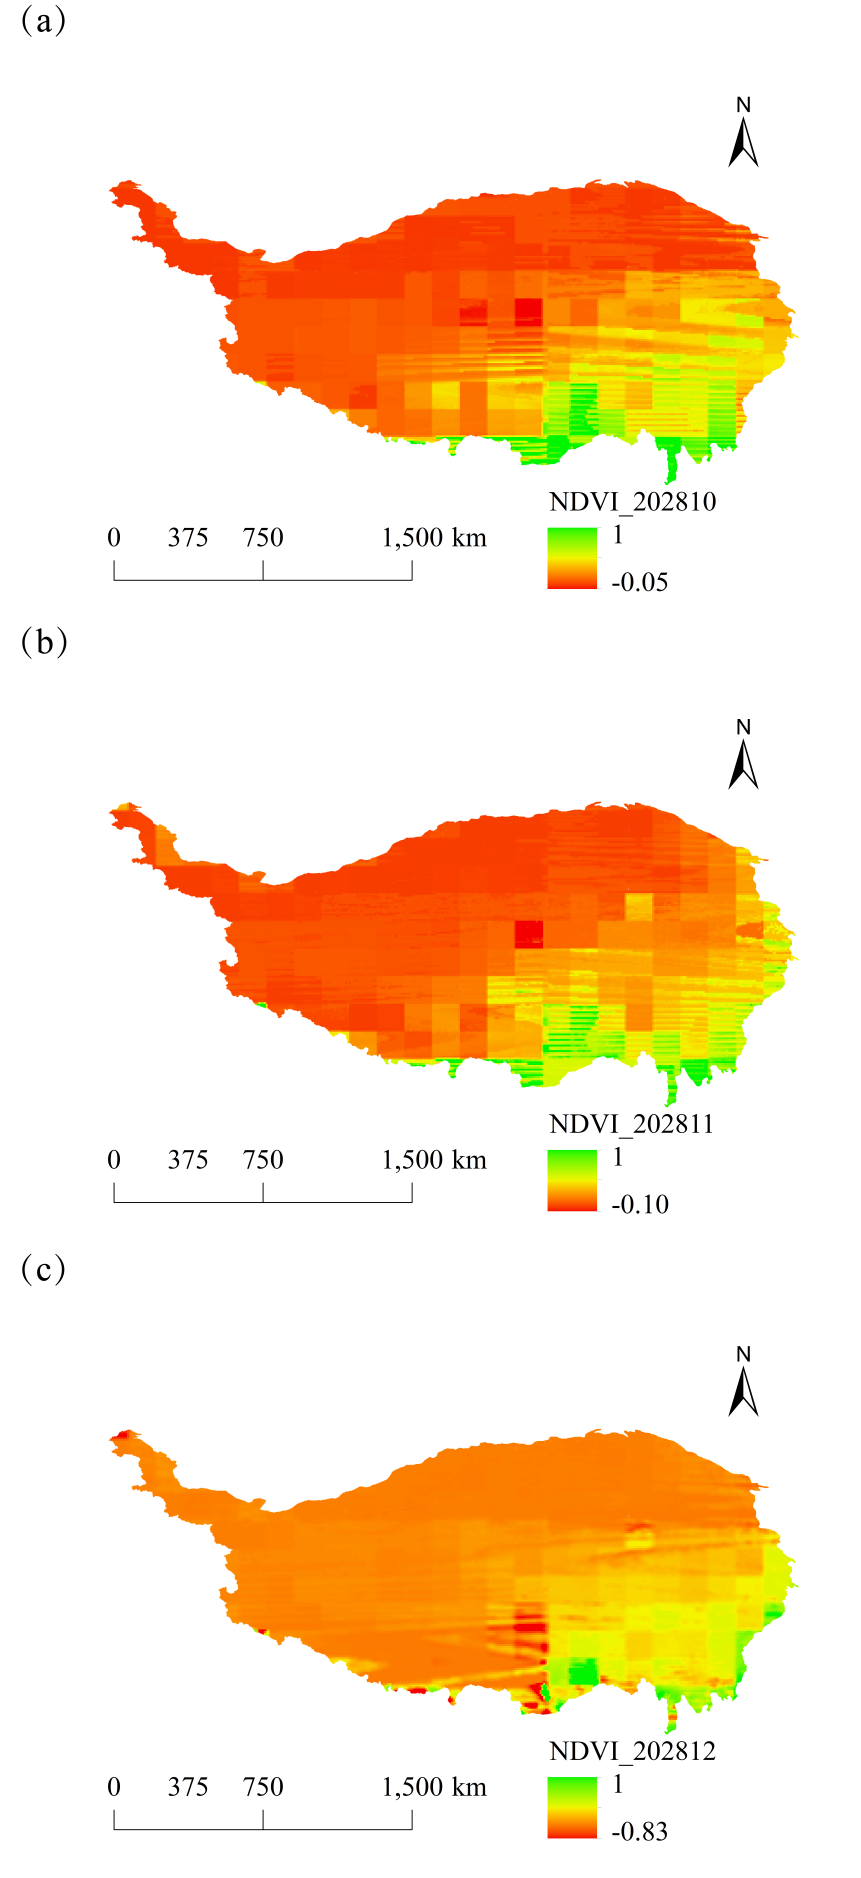 (a)
N
NDVI_202810
0 375 750 1,500 km
1
-0.05
(b)
N
NDVI_202811
0 375 750 1,500 km
1
-0.10
(c)
N
NDVI_202812
0 375 750 1,500 km
1
-0.83